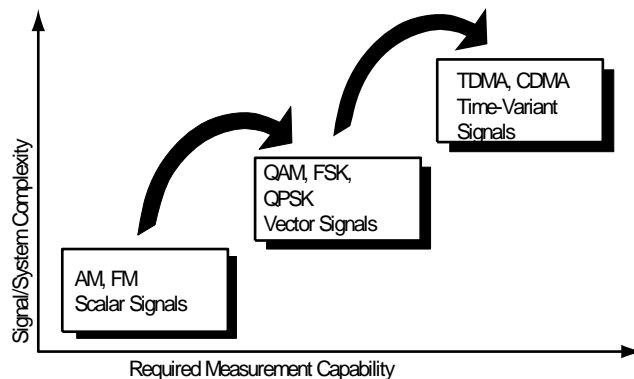 TDMA, CDMA
Time-Variant
Signals
QAM, FSK,
QPSK
Vector Signals
AM, FM
Scalar Signals
Signal/System Complexity
Required Measurement Capability